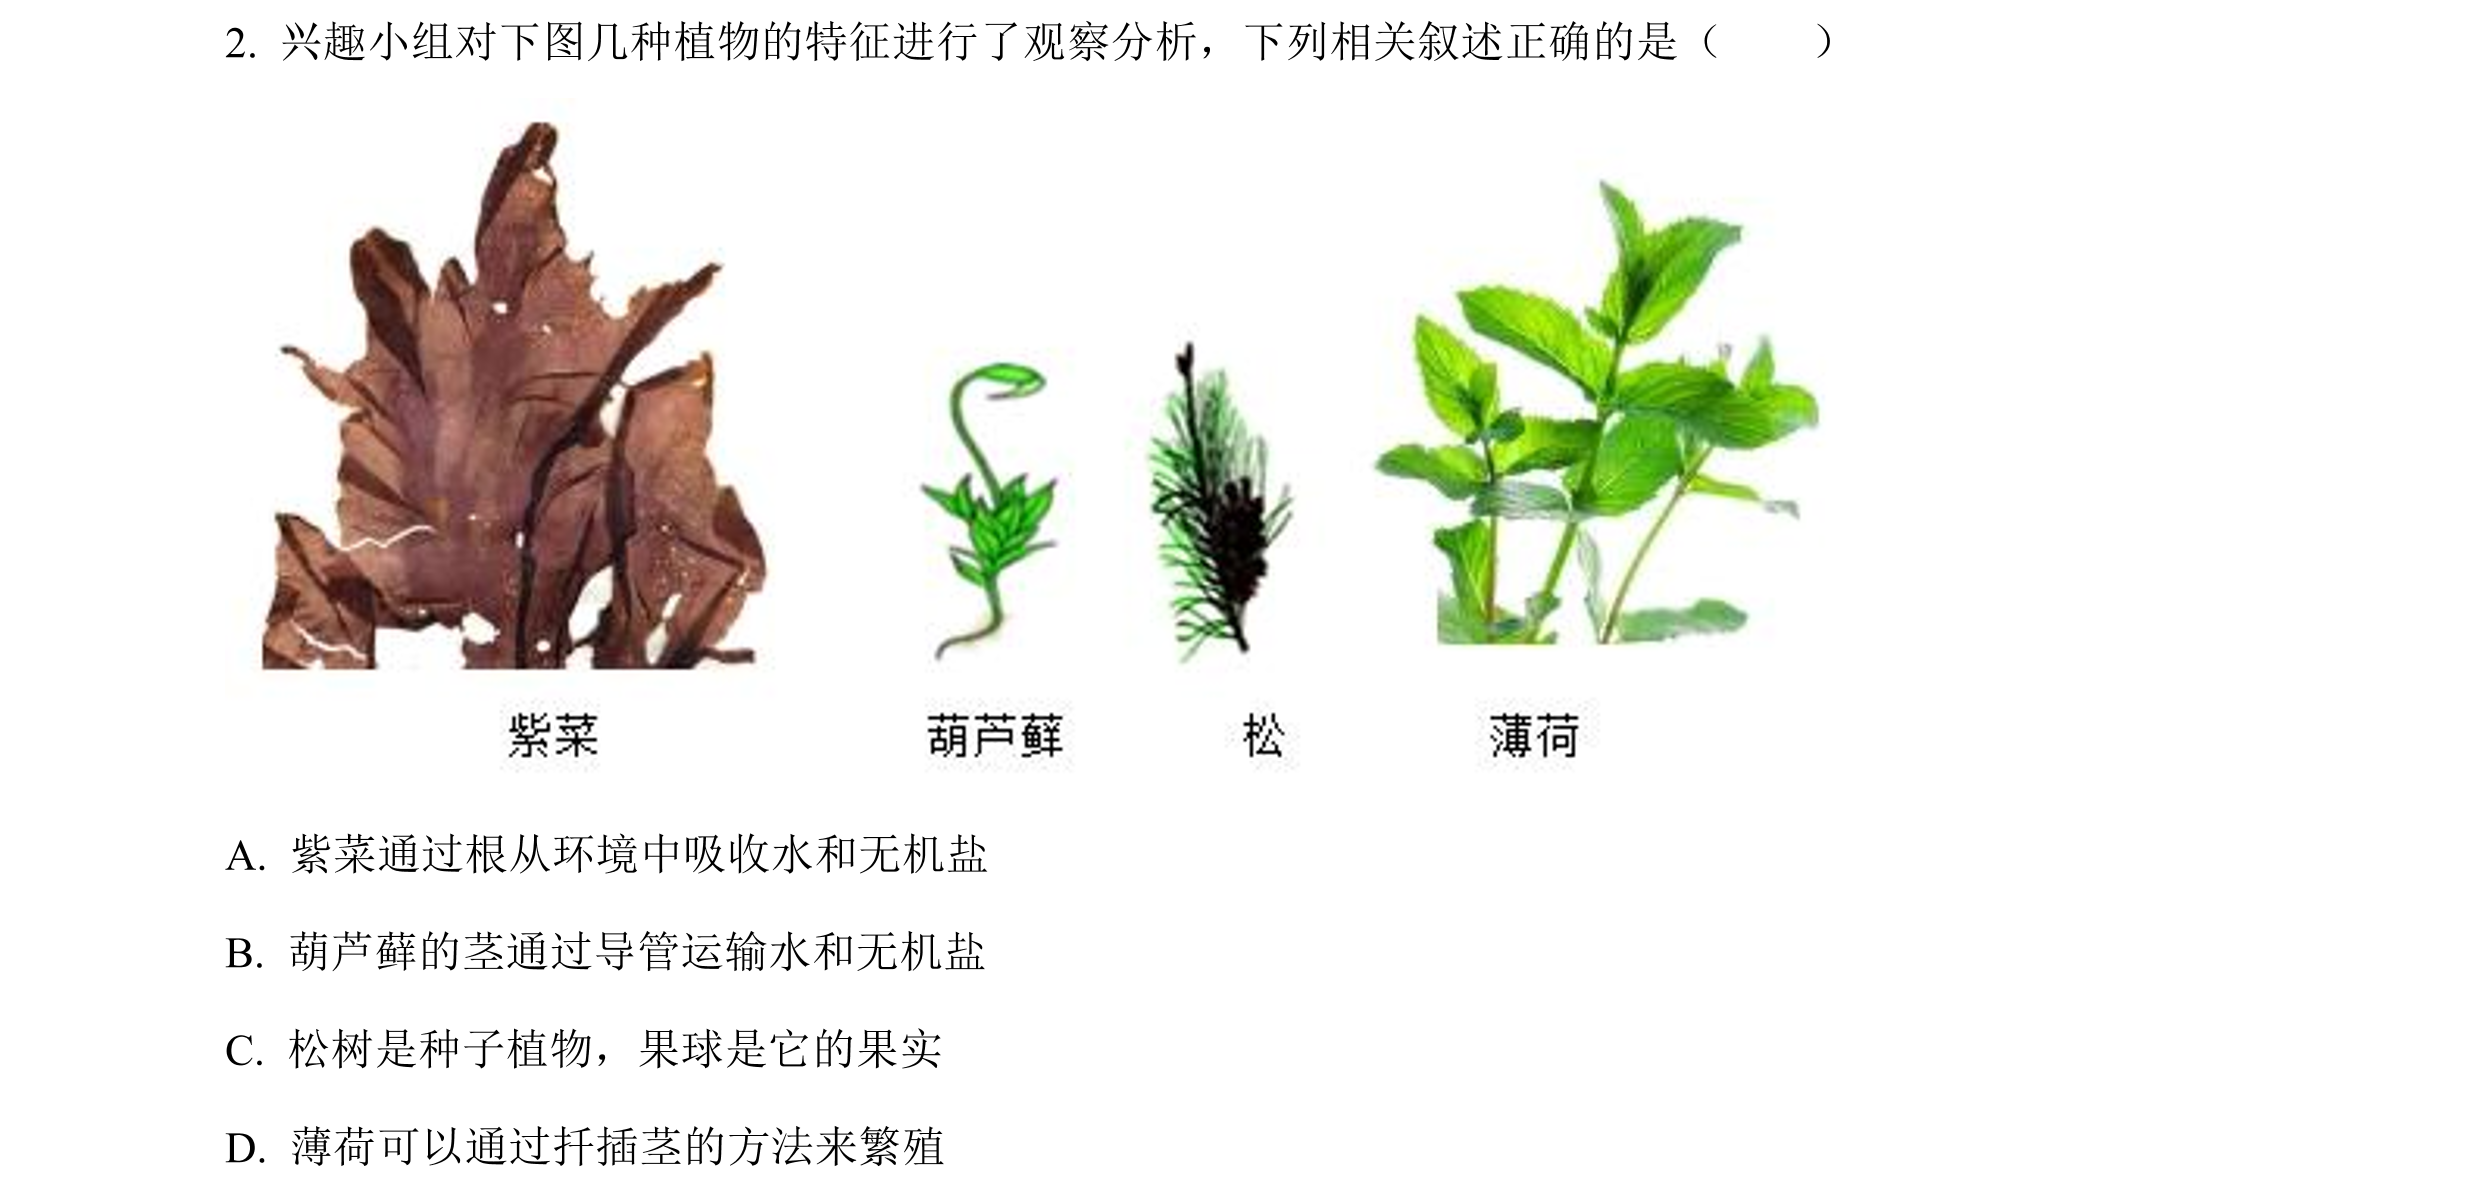 2. 兴趣小组对下图几种植物的特征进行了观察分析，下列相关叙述正确的是（　　）
紫菜 葫芦藓 松 薄荷
A. 紫菜通过根从环境中吸收水和无机盐
B. 葫芦藓的茎通过导管运输水和无机盐
C. 松树是种子植物，果球是它的果实
D. 薄荷可以通过扦插茎的方法来繁殖